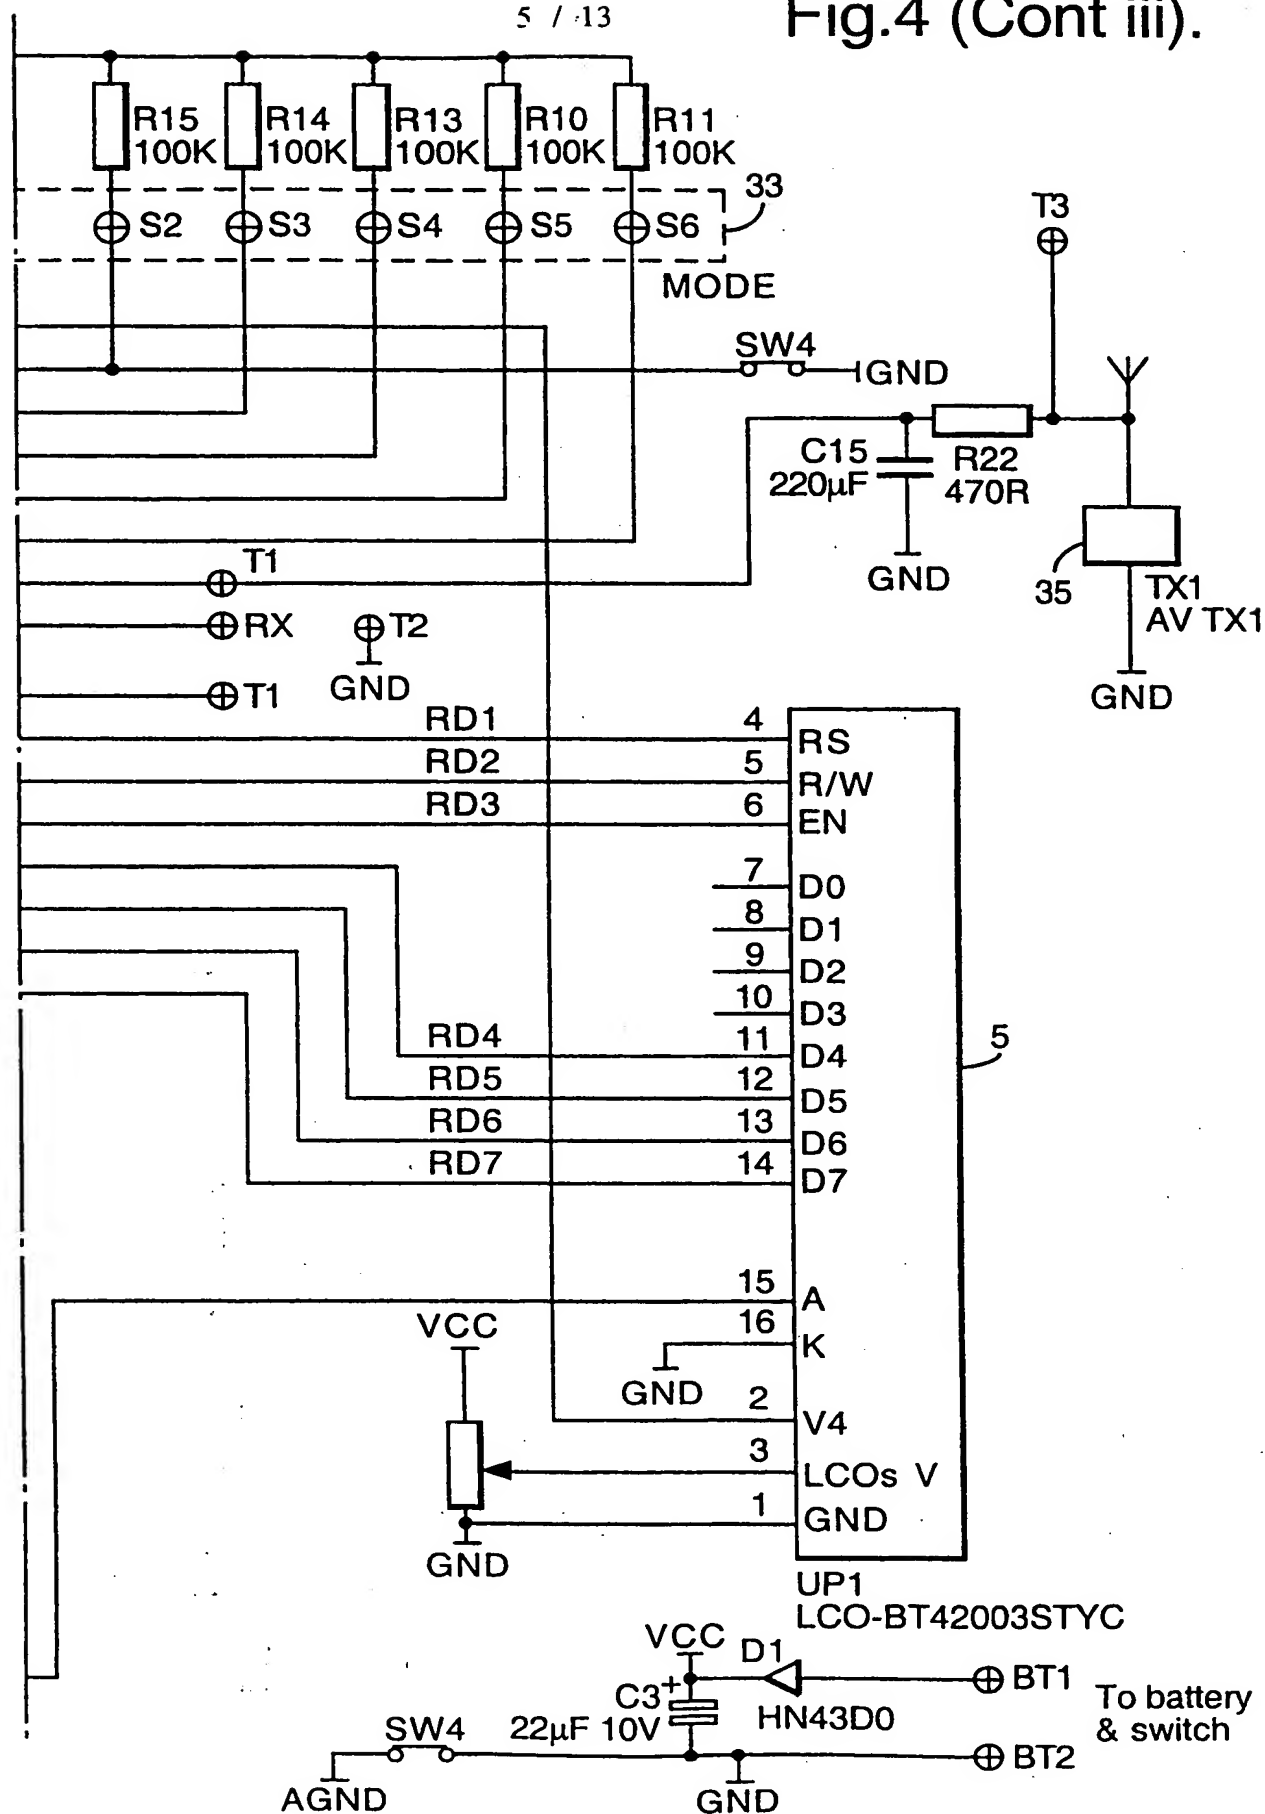 5 / 13
Fig.4 (Cont iii).
R15 R14 R13 R10 R11
100K 100K 100K 100K 100K
33
S2 S3 S4 S5 S6
T3
MODE
SW4
GND
C15
220µF
R22
470R
GND
35
TX1
AV TX1
GND
T1
RX
T2
GND
T1
RD1 4 RS
RD2 5 R/W
RD3 6 EN
7 D0
8 D1
9 D2
10 D3
RD4 11 D4
5
RD5 12 D5
RD6 13 D6
RD7 14 D7
15 A
VCC
16 K
GND
2 V4
3 LCOs V
1 GND
GND
UP1
LCO-BT42003STYC
VCC
D1
BT1
C3+
22µF 10V
HN43D0
To battery
& switch
SW4
BT2
AGND
GND